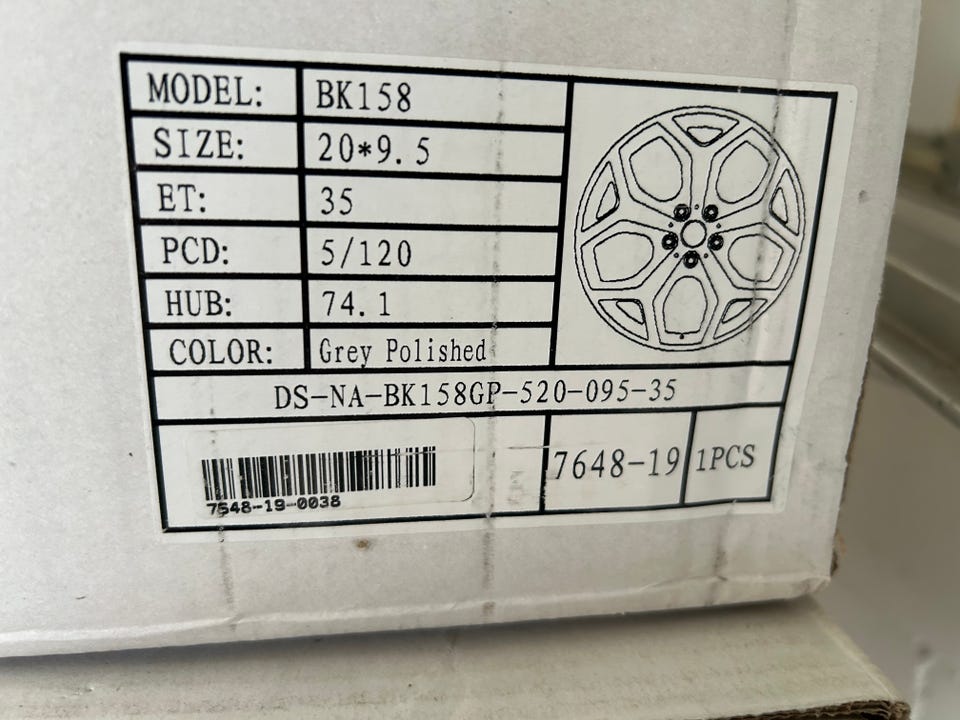 MODEL: BK158
SIZE: 20*9.5
ET: 35
PCD: 5/120
HUB: 74.1
COLOR: Grey Polished
DS-NA-BK158GP-520-095-35
7648-19 1PCS
7648-19-0038